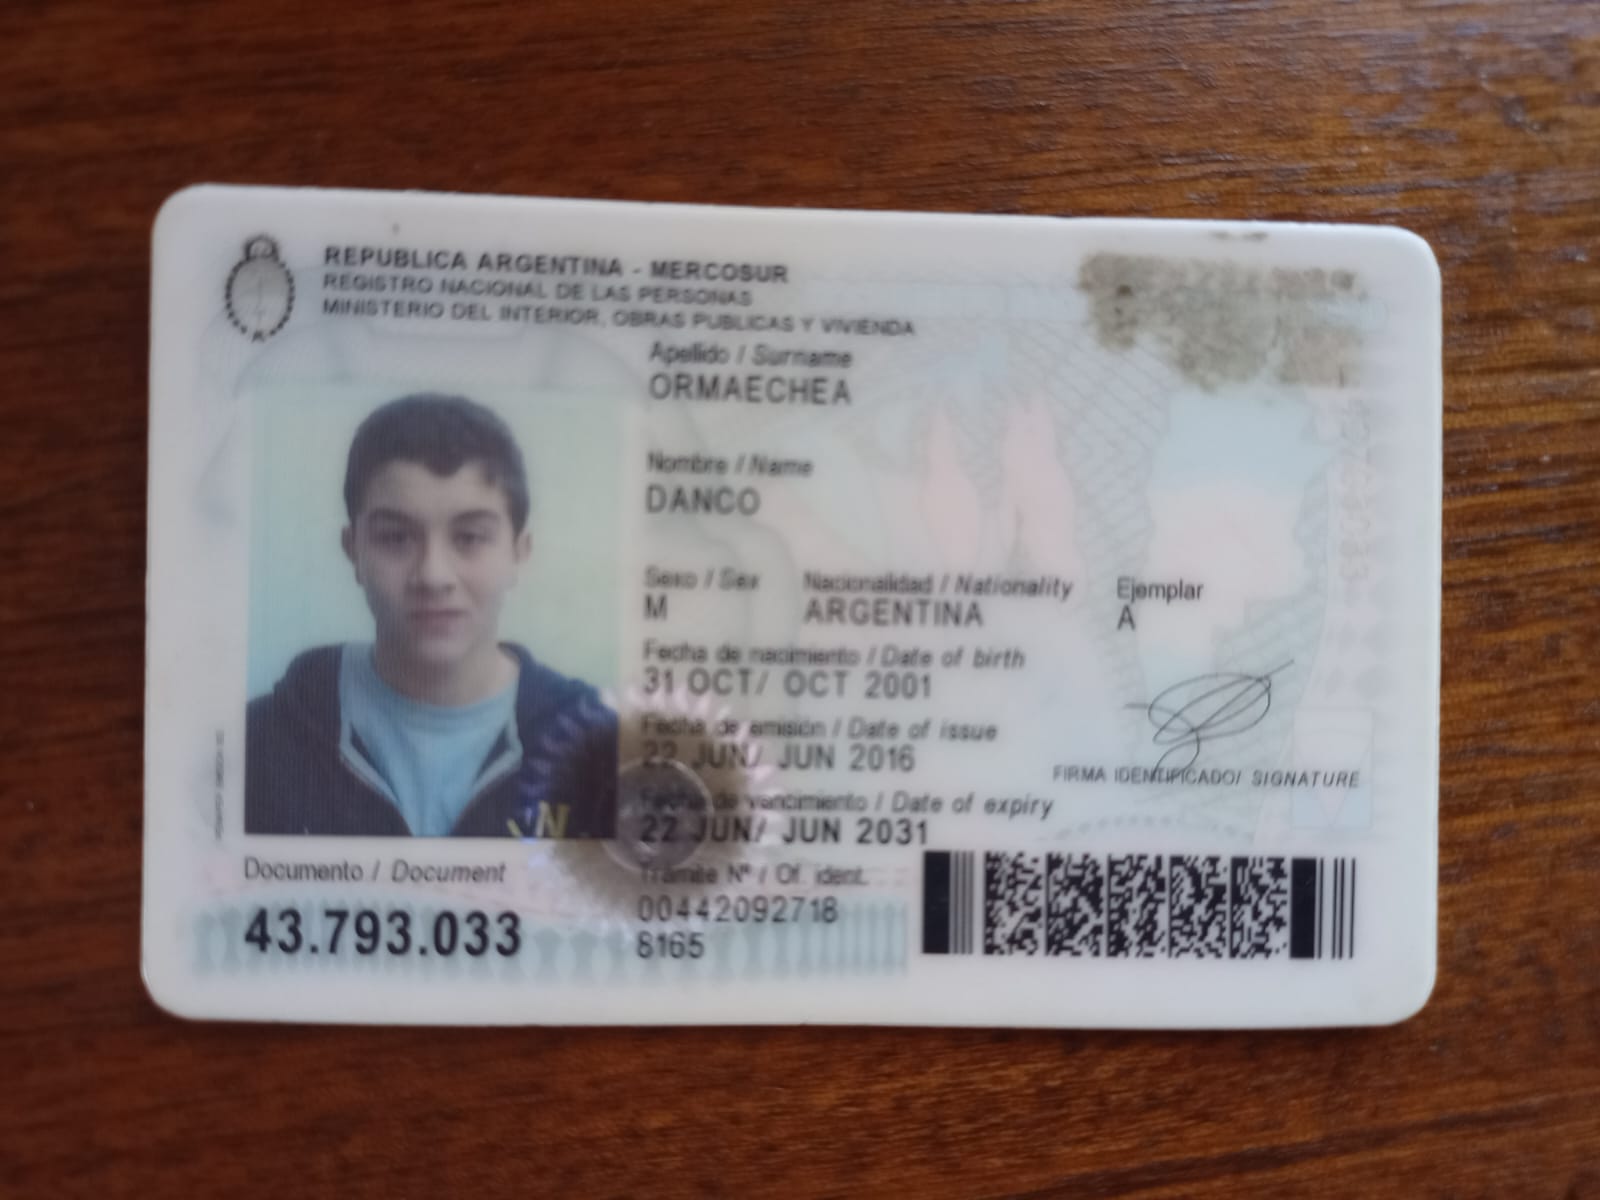 REPUBLICA ARGENTINA - MERCOSUR
REGISTRO NACIONAL DE LAS PERSONAS
MINISTERIO DEL INTERIOR, OBRAS PUBLICAS Y VIVIENDA
Apellido / Surname
ORMAECHEA
Nombre / Name
DANCO
Sexo / Sex Nacionalidad / Nationality Ejemplar
M ARGENTINA A
Fecha de nacimiento / Date of birth
31 OCT/ OCT 2001
Fecha de emisión / Date of issue
22 JUN/ JUN 2016
FIRMA IDENTIFICADO/ SIGNATURE
Fecha de vencimiento / Date of expiry
22 JUN/ JUN 2031
Documento / Document
43.793.033
Trámite Nº / Of. ident.
00442092718
8165